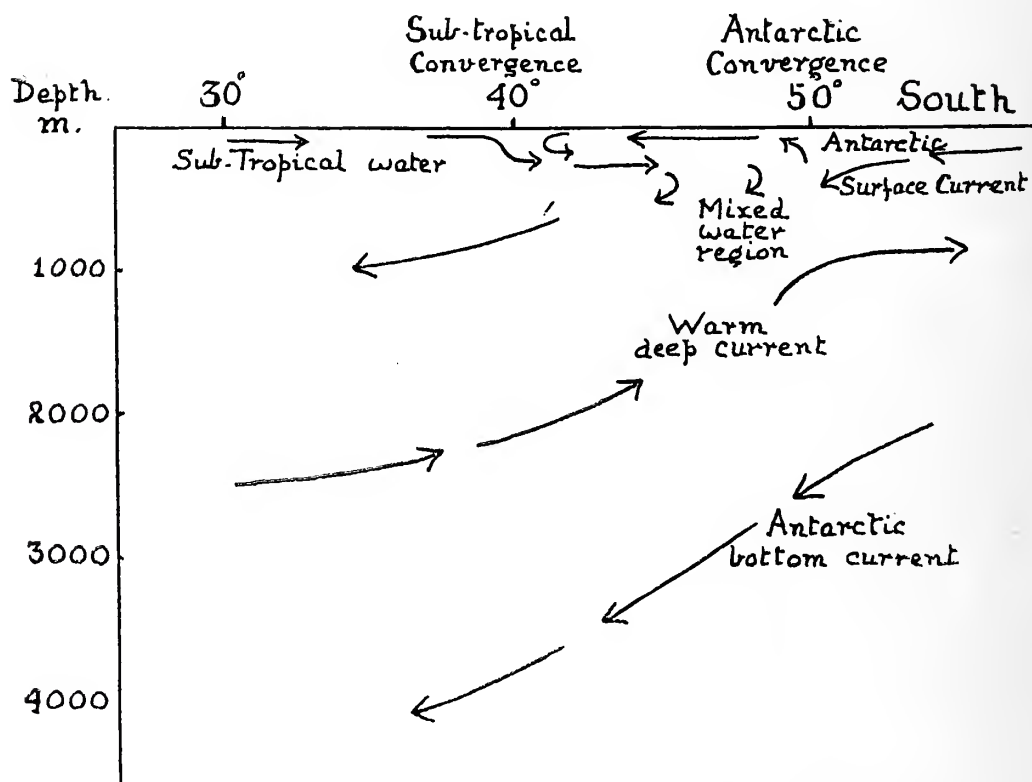 Sub-tropical
Convergence
Antarctic
Convergence
Depth.
m.
30°
40°
50°
South
Sub-Tropical water
Antarctic
Surface Current
Mixed
water
region
1000
Warm
deep current
2000
Antarctic
bottom current
3000
4000